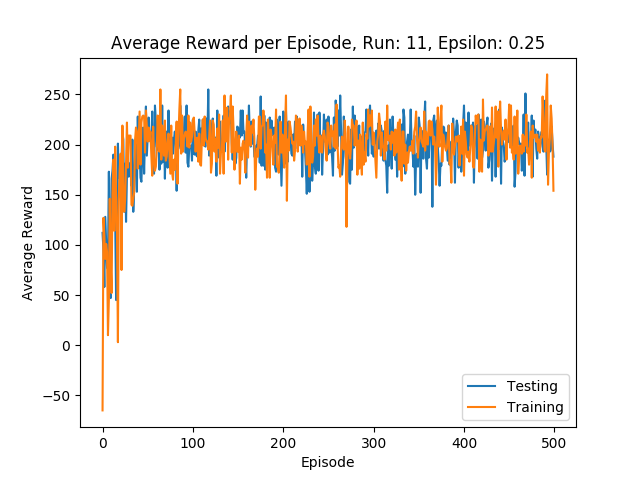 Average Reward per Episode, Run: 11, Epsilon: 0.25
Average Reward
250
200
150
100
50
0
−50
0 100 200 300 400 500
Episode
Testing
Training